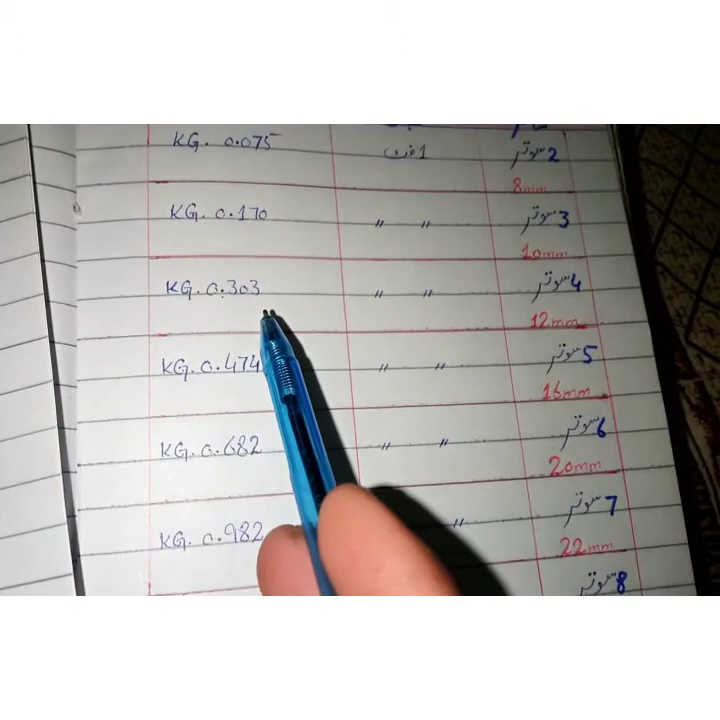 2 سوتر 1 فٹ KG. 0.075
8mm
3 سوتر " " KG. 0.170
10mm
4 سوتر " " KG. 0.303
12mm
5 سوتر " " KG. 0.474
16mm
6 سوتر " " KG. 0.682
20mm
7 سوتر " KG. 0.982
22mm
8 سوتر